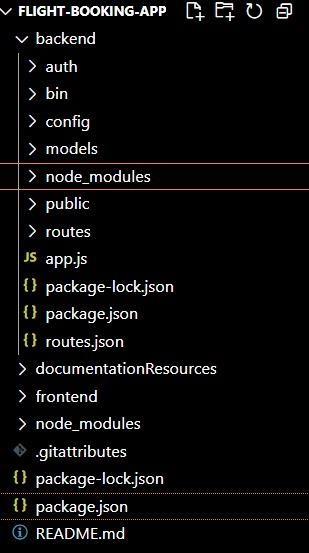 FLIGHT-BOOKING-APP
backend
auth
bin
config
models
node_modules
public
routes
JS app.js
{} package-lock.json
{} package.json
{} routes.json
documentationResources
frontend
node_modules
.gitattributes
{} package-lock.json
{} package.json
README.md